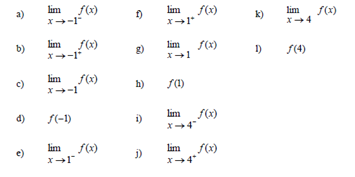 a) lim x→−1⁻ f(x)
b) lim x→−1⁺ f(x)
c) lim x→−1 f(x)
d) f(−1)
e) lim x→1⁻ f(x)
f) lim x→1⁺ f(x)
g) lim x→1 f(x)
h) f(1)
i) lim x→4⁻ f(x)
j) lim x→4⁺ f(x)
k) lim x→4 f(x)
l) f(4)